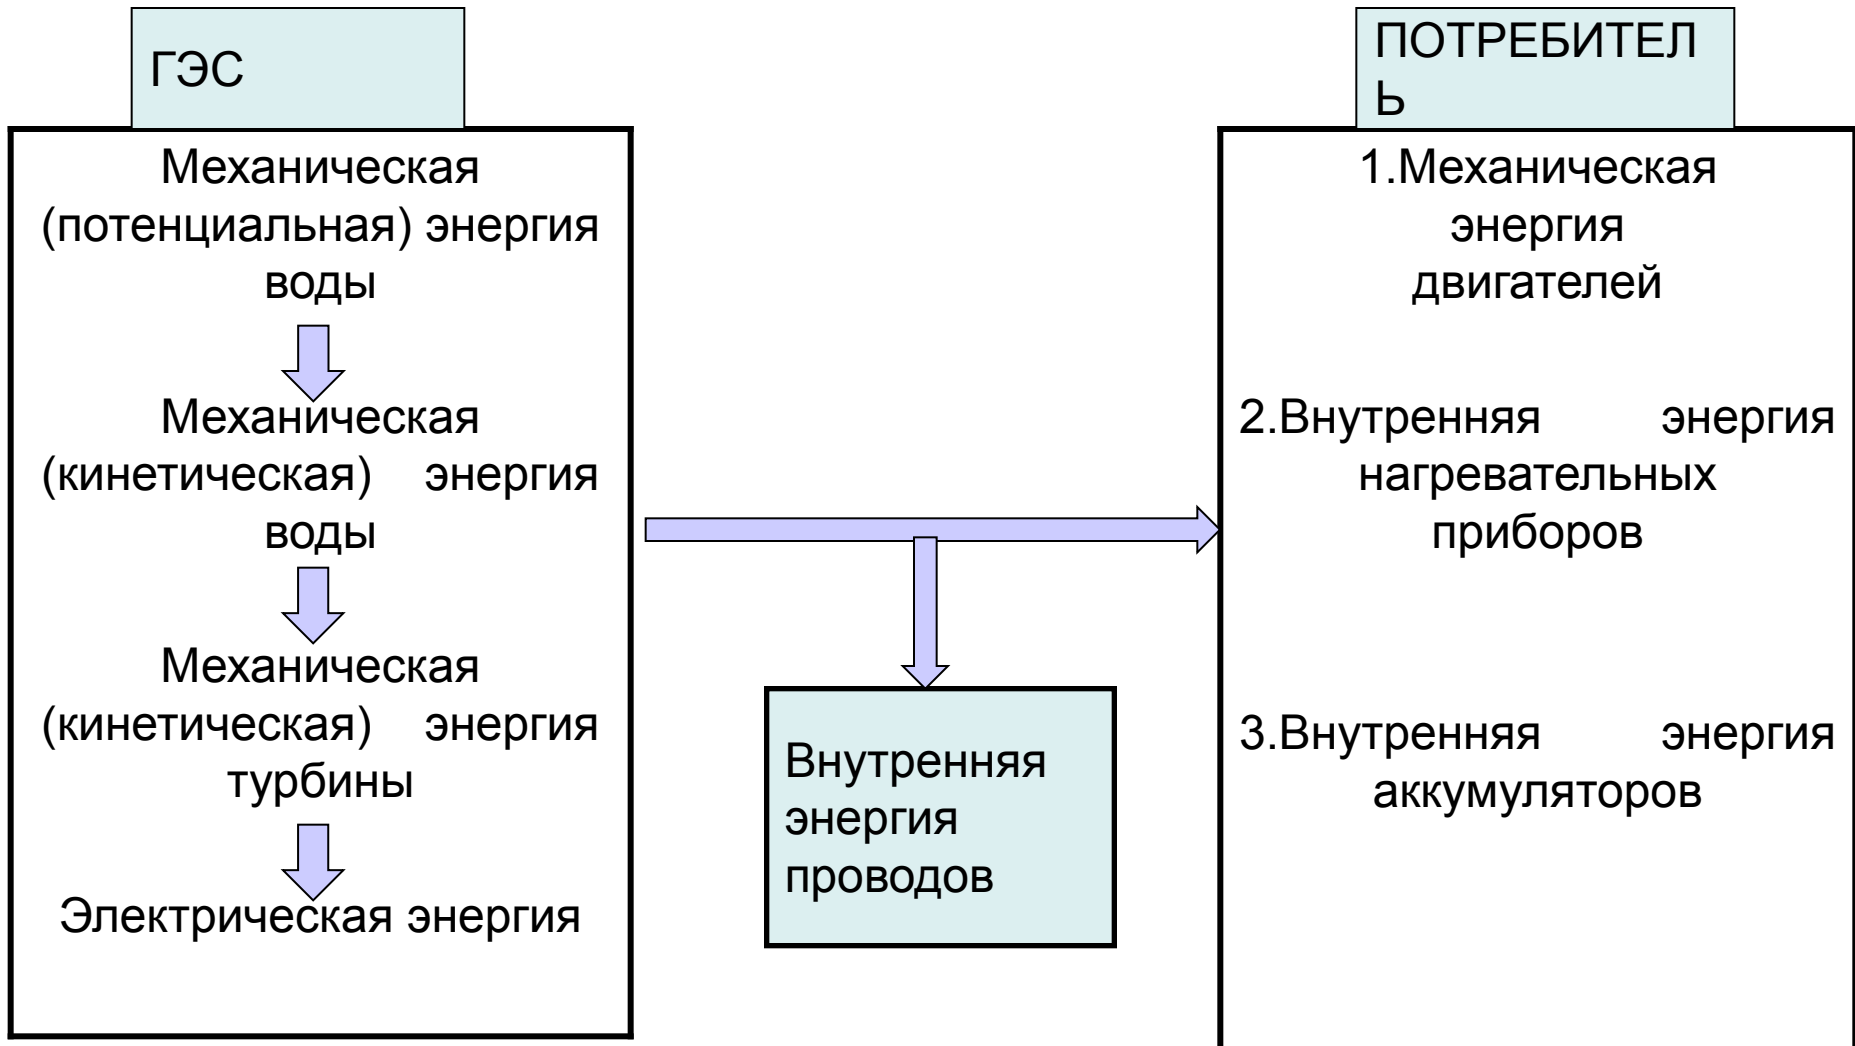 ГЭС
Механическая
(потенциальная) энергия
воды
Механическая
(кинетическая) энергия
воды
Механическая
(кинетическая) энергия
турбины
Электрическая энергия
Внутренняя
энергия
проводов
ПОТРЕБИТЕЛ
Ь
1.Механическая
энергия
двигателей
2.Внутренняя энергия
нагревательных
приборов
3.Внутренняя энергия
аккумуляторов